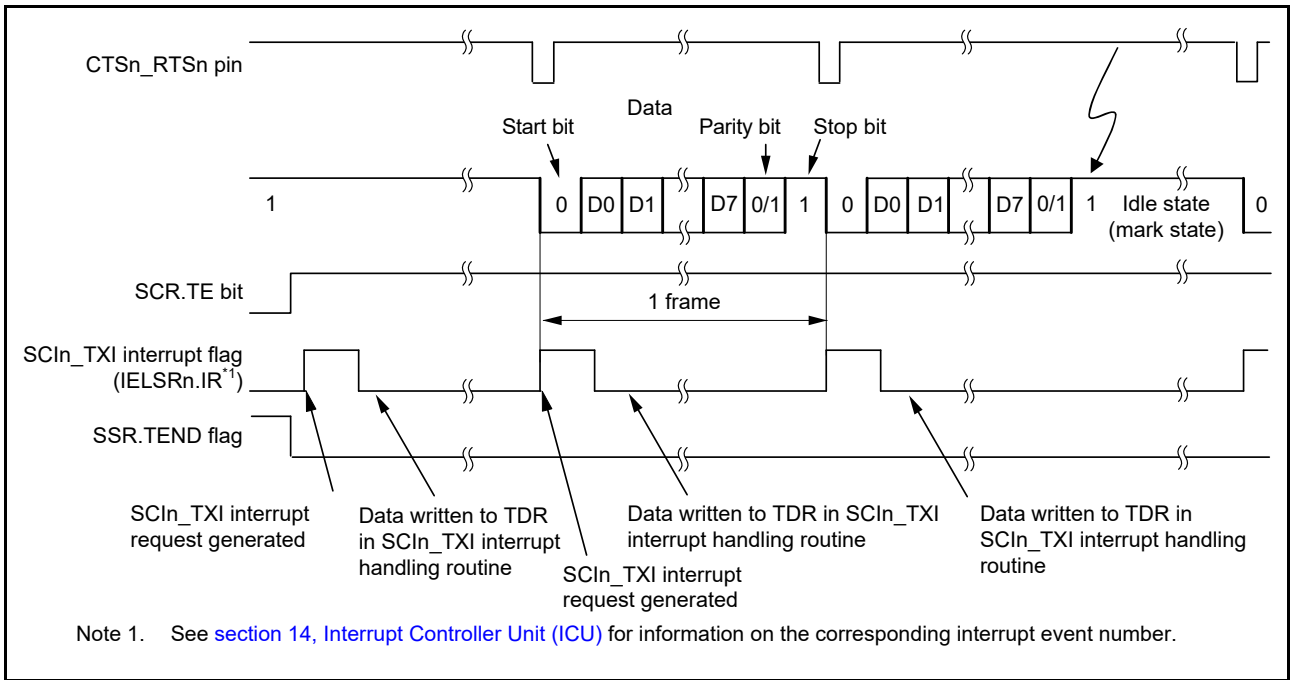 CTSn_RTSn pin
Data
Start bit
Parity bit
Stop bit
1
0 D0 D1 D7 0/1 1 0 D0 D1 D7 0/1 1 Idle state 0
(mark state)
SCR.TE bit
1 frame
SCIn_TXI interrupt flag
(IELSRn.IR*1)
SSR.TEND flag
SCIn_TXI interrupt
request generated
Data written to TDR
in SCIn_TXI interrupt
handling routine
SCIn_TXI interrupt
request generated
Data written to TDR in SCIn_TXI
interrupt handling routine
Data written to TDR in
SCIn_TXI interrupt handling
routine
Note 1. See section 14, Interrupt Controller Unit (ICU) for information on the corresponding interrupt event number.